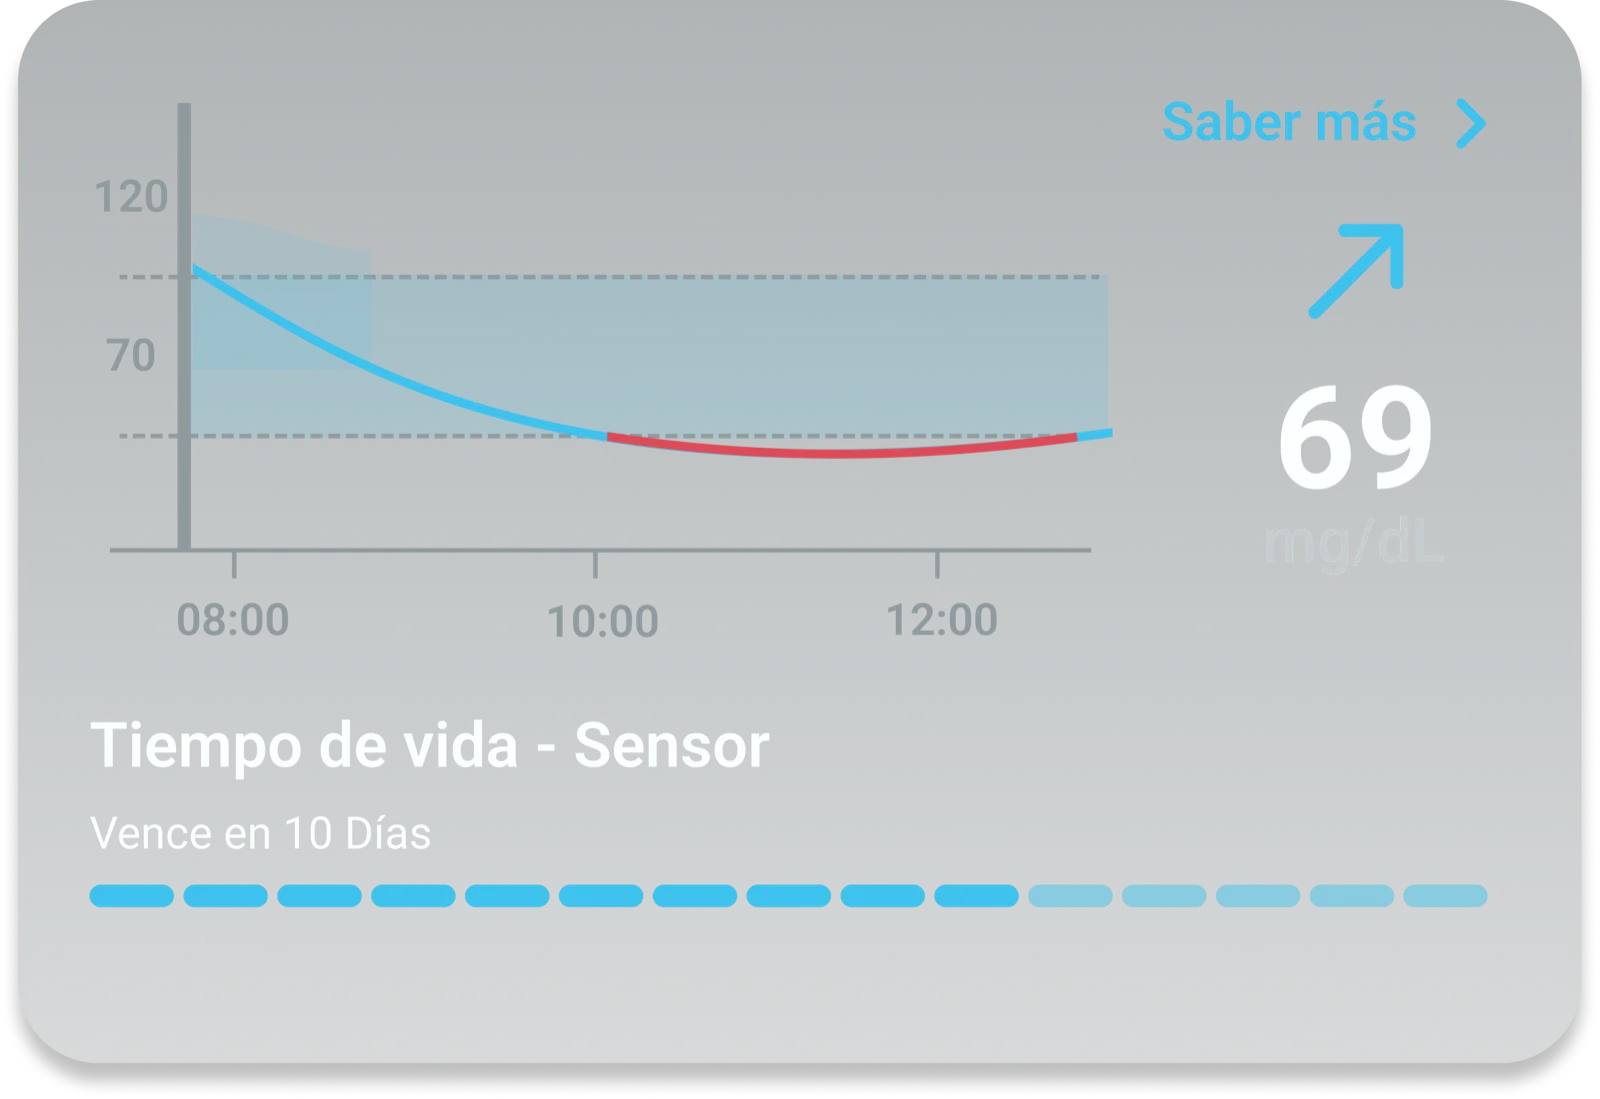 Saber más
120
70
69
mg/dL
08:00 10:00 12:00
Tiempo de vida - Sensor
Vence en 10 Días